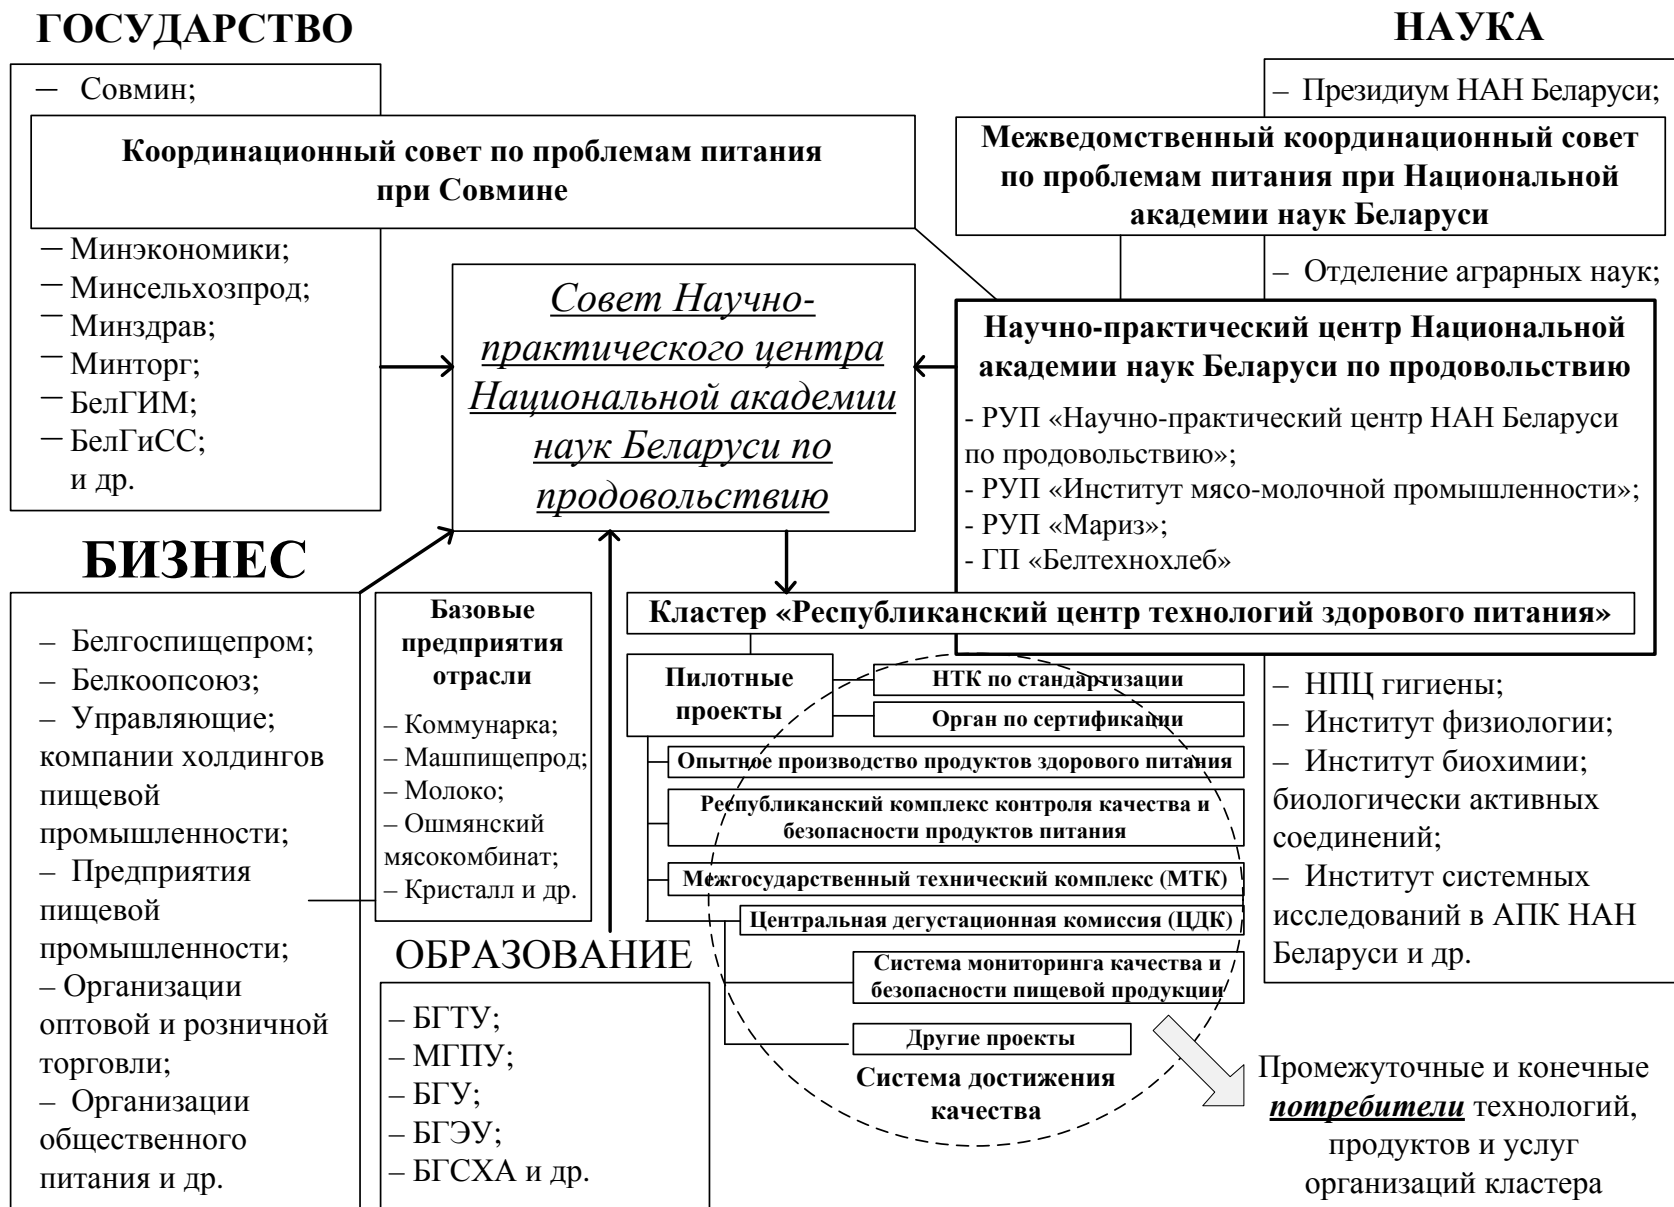 ГОСУДАРСТВО
— Совмин;
Координационный совет по проблемам питания
при Совмине
— Минэкономики;
— Минсельхозпрод;
— Минздрав;
— Минторг;
— БелГИМ;
— БелГиСС;
и др.
НАУКА
– Президиум НАН Беларуси;
Межведомственный координационный совет
по проблемам питания при Национальной
академии наук Беларуси
– Отделение аграрных наук;
Совет Научно-
практического центра
Национальной академии
наук Беларуси по
продовольствию
Научно-практический центр Национальной
академии наук Беларуси по продовольствию
- РУП «Научно-практический центр НАН Беларуси
по продовольствию»;
- РУП «Институт мясо-молочной промышленности»;
- РУП «Мариз»;
- ГП «Белтехнохлеб»
БИЗНЕС
– Белгоспищепром;
– Белкоопсоюз;
– Управляющие;
компании холдингов
пищевой
промышленности;
– Предприятия
пищевой
промышленности;
– Организации
оптовой и розничной
торговли;
– Организации
общественного
питания и др.
Базовые
предприятия
отрасли
– Коммунарка;
– Машпищепрод;
– Молоко;
– Ошмянский
мясокомбинат;
– Кристалл и др.
ОБРАЗОВАНИЕ
– БГТУ;
– МГПУ;
– БГУ;
– БГЭУ;
– БГСХА и др.
Кластер «Республиканский центр технологий здорового питания»
Пилотные
проекты
НТК по стандартизации
Орган по сертификации
Опытное производство продуктов здорового питания
Республиканский комплекс контроля качества и
безопасности продуктов питания
Межгосударственный технический комплекс (МТК)
Центральная дегустационная комиссия (ЦДК)
Система мониторинга качества и
безопасности пищевой продукции
Другие проекты
Система достижения
качества
– НПЦ гигиены;
– Институт физиологии;
– Институт биохимии;
биологически активных
соединений;
– Институт системных
исследований в АПК НАН
Беларуси и др.
Промежуточные и конечные
потребители технологий,
продуктов и услуг
организаций кластера